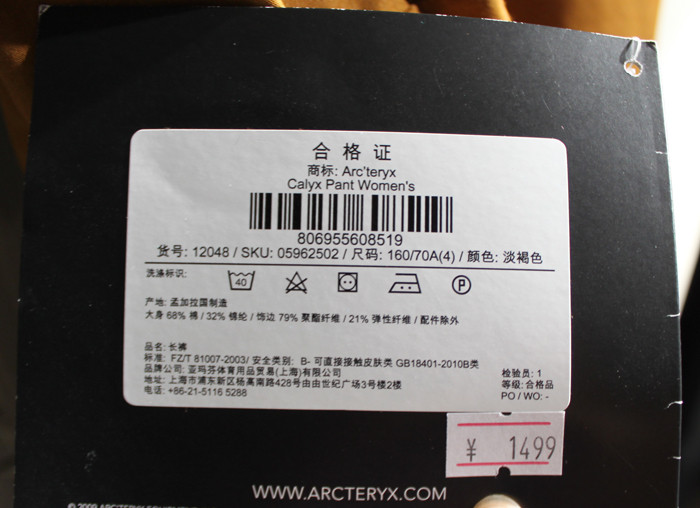 合格证
商标: Arc'teryx
Calyx Pant Women's
806955608519
货号: 12048 / SKU: 05962502 / 尺码: 160/70A(4) / 颜色: 淡褐色
洗涤标识:
40
P
产地: 孟加拉国制造
大身 68% 棉 / 32% 锦纶 / 饰边 79% 聚酯纤维 / 21% 弹性纤维 / 配件除外
品名: 长裤
标准: FZ/T 81007-2003/ 安全类别: B- 可直接接触皮肤类 GB18401-2010B类
品牌公司: 亚玛芬体育用品贸易(上海)有限公司
地址: 上海市浦东新区杨高南路428号由由世纪广场3号楼2楼
电话: +86-21-5116 5288
检验员: 1
等级: 合格品
PO / WO: -
¥ 1499
WWW.ARCTERYX.COM